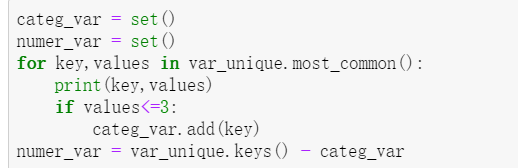 categ_var = set()
numer_var = set()
for key,values in var_unique.most_common():
    print(key,values)
    if values<=3:
        categ_var.add(key)
numer_var = var_unique.keys() - categ_var